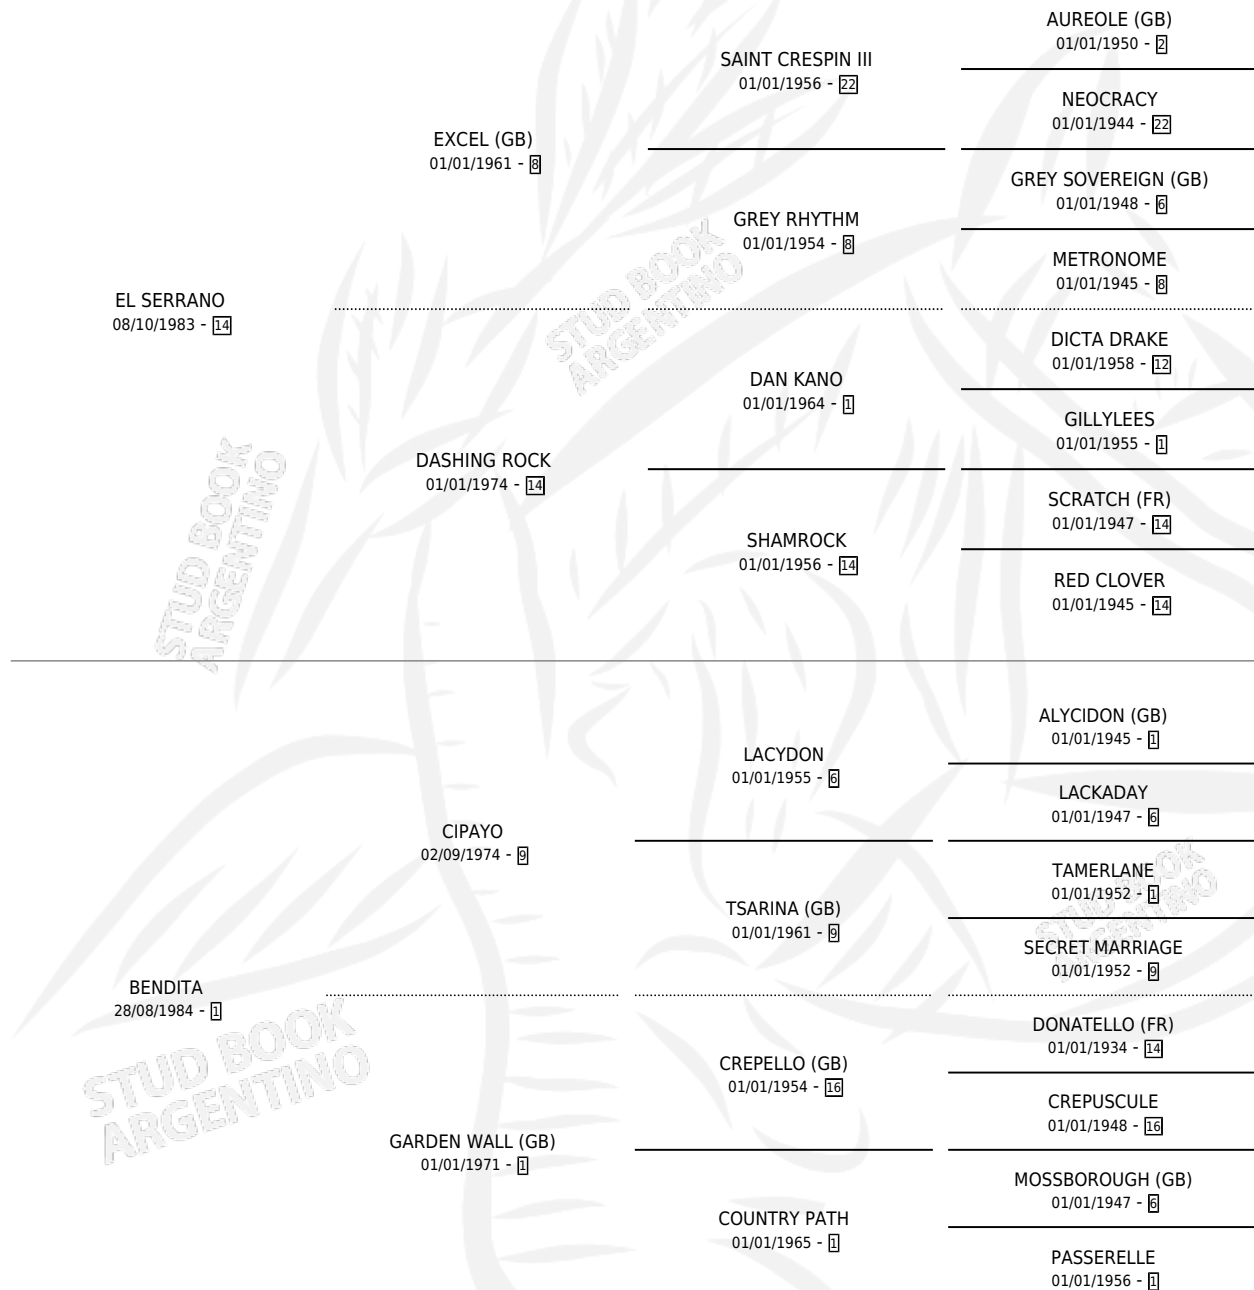 AUREOLE (GB)
01/01/1950 - 2
SAINT CRESPIN III
01/01/1956 - 22
NEOCRACY
01/01/1944 - 22
EXCEL (GB)
01/01/1961 - 8
GREY SOVEREIGN (GB)
01/01/1948 - 6
GREY RHYTHM
01/01/1954 - 8
METRONOME
01/01/1945 - 8
EL SERRANO
08/10/1983 - 14
STUD BOOK
ARGENTINO
DICTA DRAKE
01/01/1958 - 12
DAN KANO
01/01/1964 - 1
GILLYLEES
01/01/1955 - 1
DASHING ROCK
01/01/1974 - 14
SCRATCH (FR)
01/01/1947 - 14
SHAMROCK
01/01/1956 - 14
RED CLOVER
01/01/1945 - 14
STUD BOOK
ARGENTINO
ALYCIDON (GB)
01/01/1945 - 1
LACYDON
01/01/1955 - 6
LACKADAY
01/01/1947 - 6
CIPAYO
02/09/1974 - 9
TAMERLANE
01/01/1952 - 1
TSARINA (GB)
01/01/1961 - 9
SECRET MARRIAGE
01/01/1952 - 9
STUD BOOK
ARGENTINO
BENDITA
28/08/1984 - 1
DONATELLO (FR)
01/01/1934 - 14
CREPELLO (GB)
01/01/1954 - 16
CREPUSCULE
01/01/1948 - 16
STUD BOOK
ARGENTINO
GARDEN WALL (GB)
01/01/1971 - 1
MOSSBOROUGH (GB)
01/01/1947 - 6
COUNTRY PATH
01/01/1965 - 1
PASSERELLE
01/01/1956 - 1